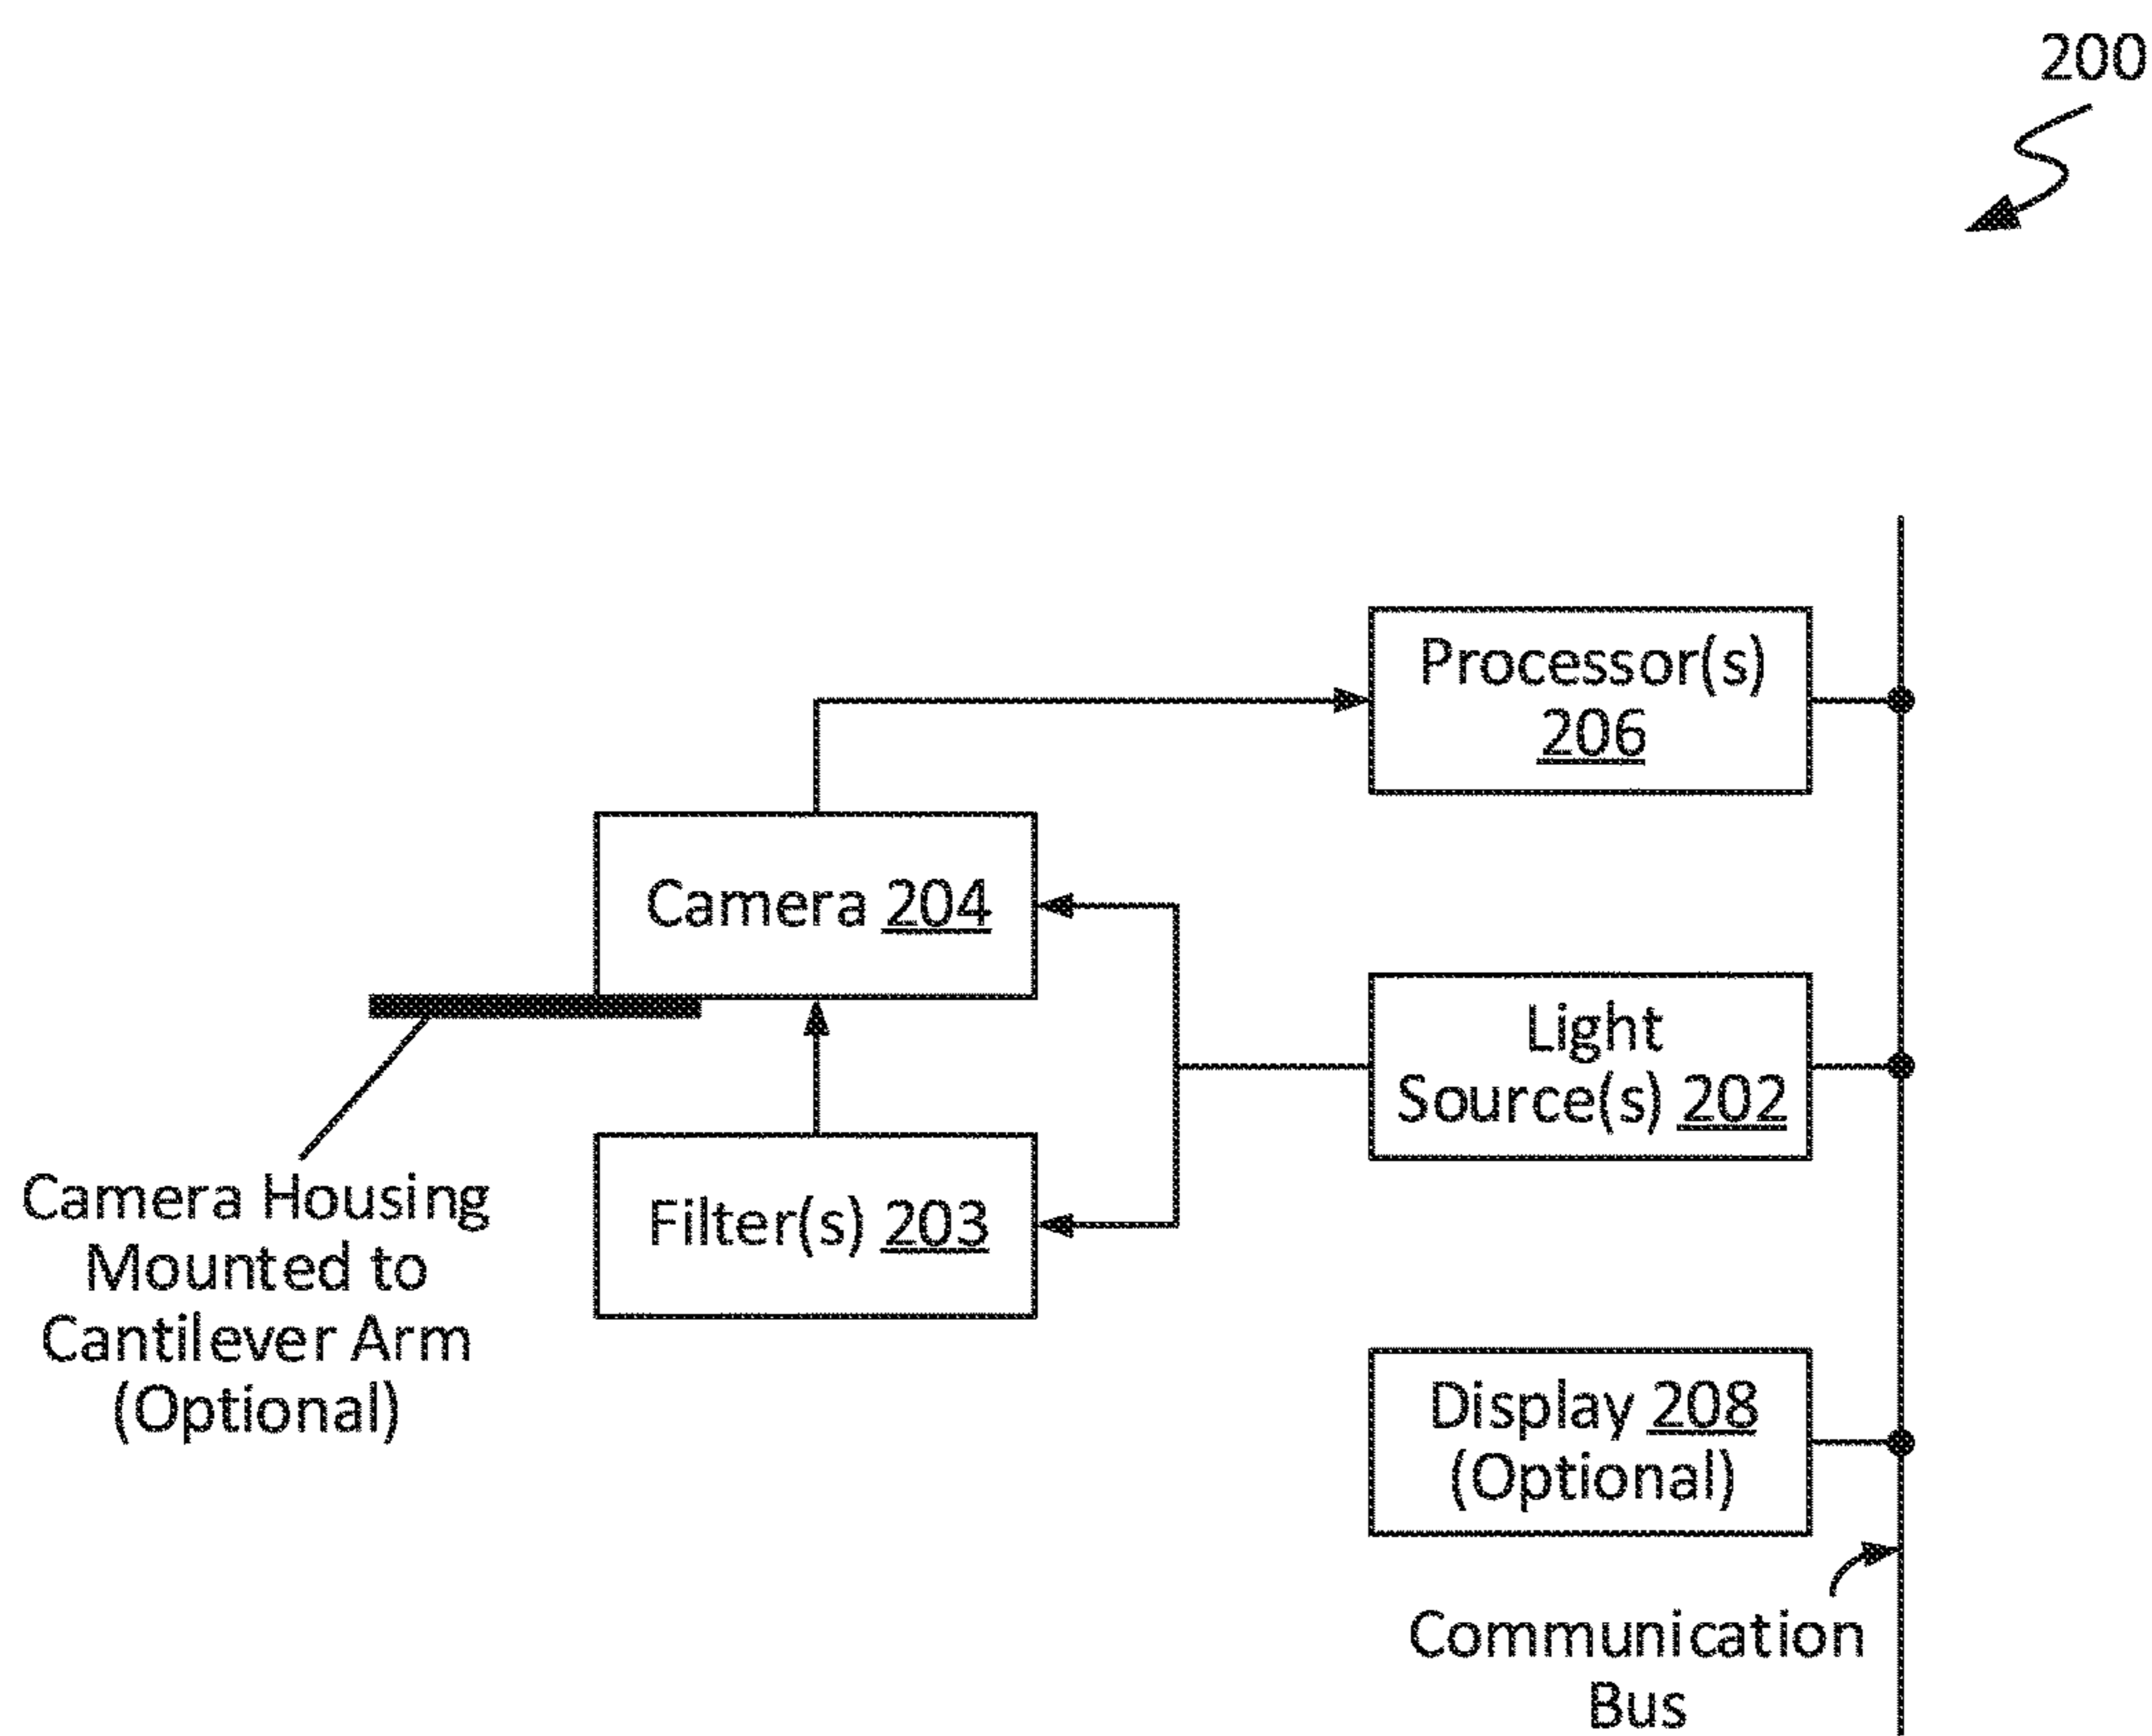 200
Processor(s)
206
Camera 204
Light
Source(s) 202
Camera Housing
Mounted to
Cantilever Arm
(Optional)
Filter(s) 203
Display 208
(Optional)
Communication
Bus